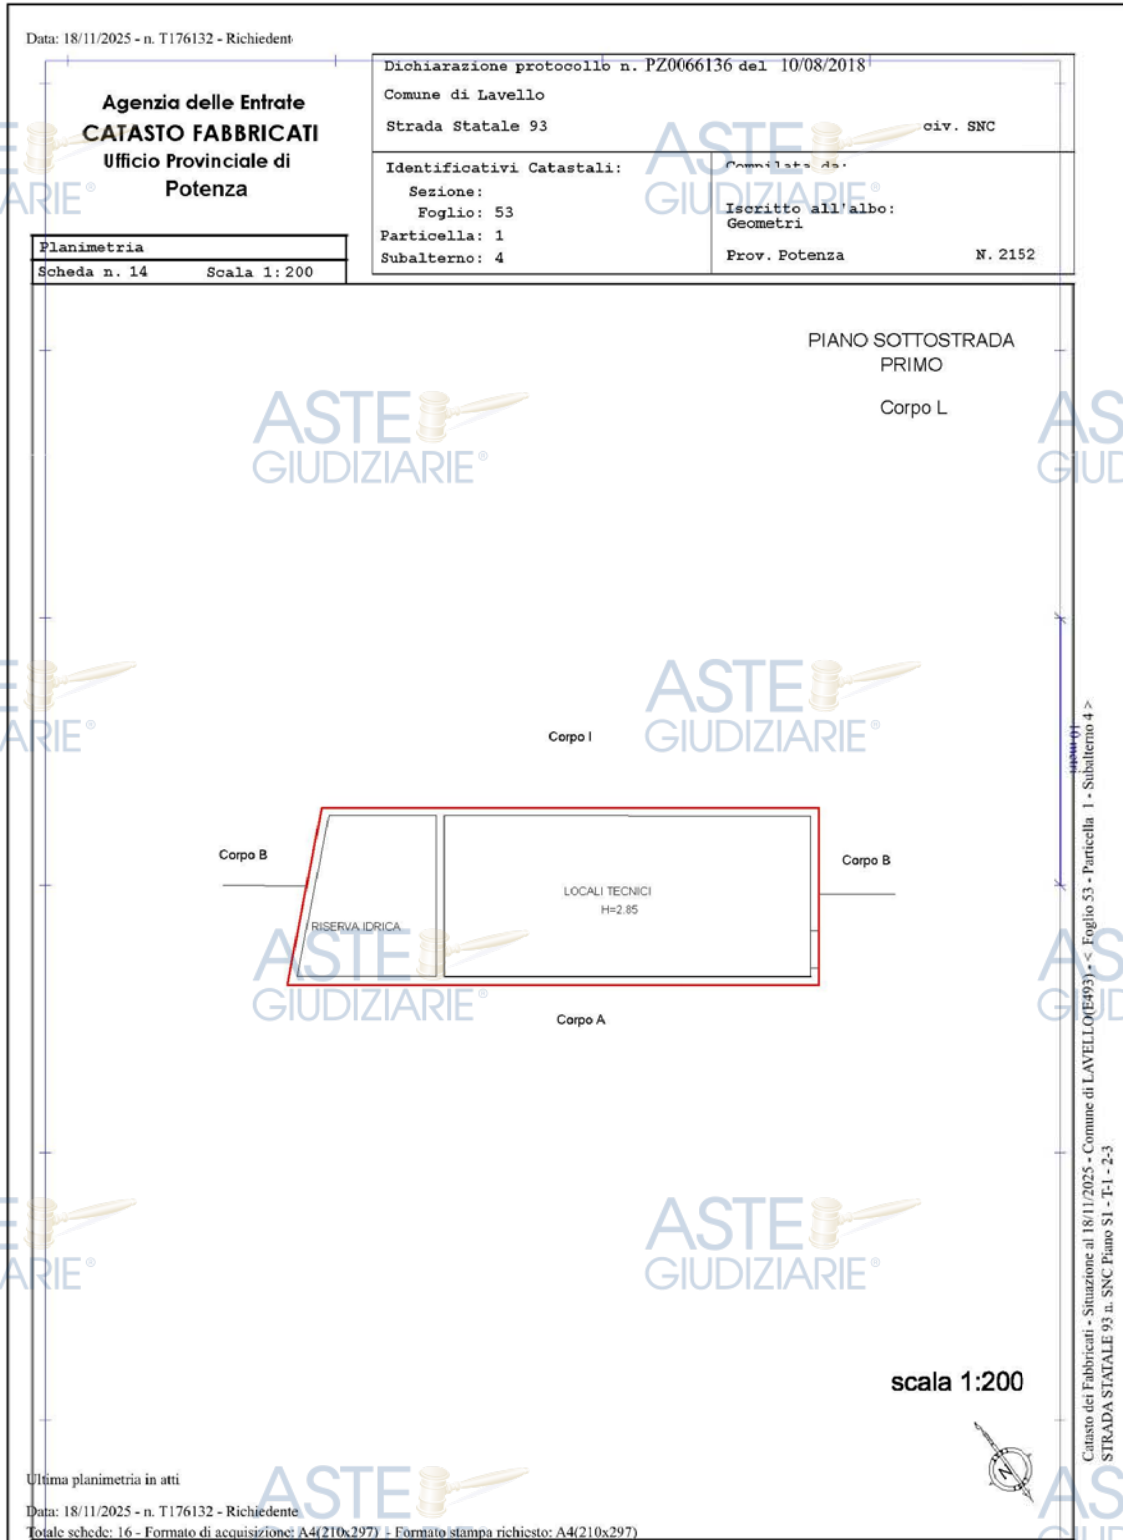 Data: 18/11/2025 - n. T176132 - Richiedente
Agenzia delle Entrate
CATASTO FABBRICATI
Ufficio Provinciale di
Potenza
Dichiarazione protocollo n. PZ0066136 del 10/08/2018
Comune di Lavello
Strada Statale 93 civ. SNC
Identificativi Catastali:
Sezione:
Foglio: 53
Particella: 1
Subalterno: 4
Compilata da:
Iscritto all'albo:
Geometri
Prov. Potenza N. 2152
Planimetria
Scheda n. 14 Scala 1:200
PIANO SOTTOSTRADA
PRIMO
Corpo L
Corpo I
Corpo B
Corpo B
LOCALI TECNICI
H=2.85
RISERVA IDRICA
Corpo A
10 metri
Catasto dei Fabbricati - Situazione al 18/11/2025 - Comune di LAVELLO(E493) - < Foglio 53 - Particella 1 - Subalterno 4 >
STRADA STATALE 93 n. SNC Piano S1 - T-1 - 2-3
scala 1:200
N
Ultima planimetria in atti
Data: 18/11/2025 - n. T176132 - Richiedente
Totale schede: 16 - Formato di acquisizione: A4(210x297) - Formato stampa richiesto: A4(210x297)
ASTE
GIUDIZIARIE®